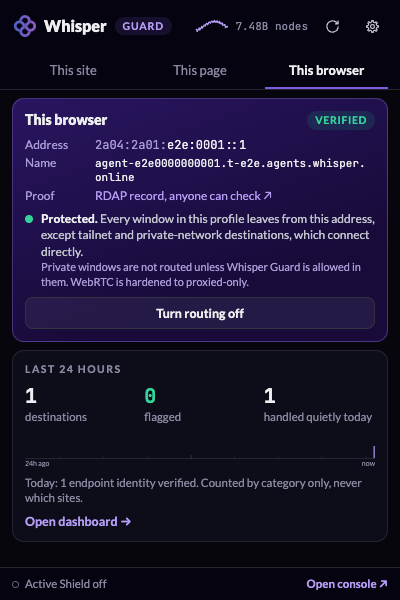 Whisper GUARD 7.48B nodes
This site This page This browser
This browser VERIFIED
Address 2a04:2a01:e2e:0001::1
Name agent-e2e0000000001.t-e2e.agents.whisper.
online
Proof RDAP record, anyone can check ↗
Protected. Every window in this profile leaves from this address,
except tailnet and private-network destinations, which connect
directly.
Private windows are not routed unless Whisper Guard is allowed in
them. WebRTC is hardened to proxied-only.
Turn routing off
LAST 24 HOURS
1 0 1
destinations flagged handled quietly today
24h ago now
Today: 1 endpoint identity verified. Counted by category only, never
which sites.
Open dashboard →
Active Shield off Open console ↗